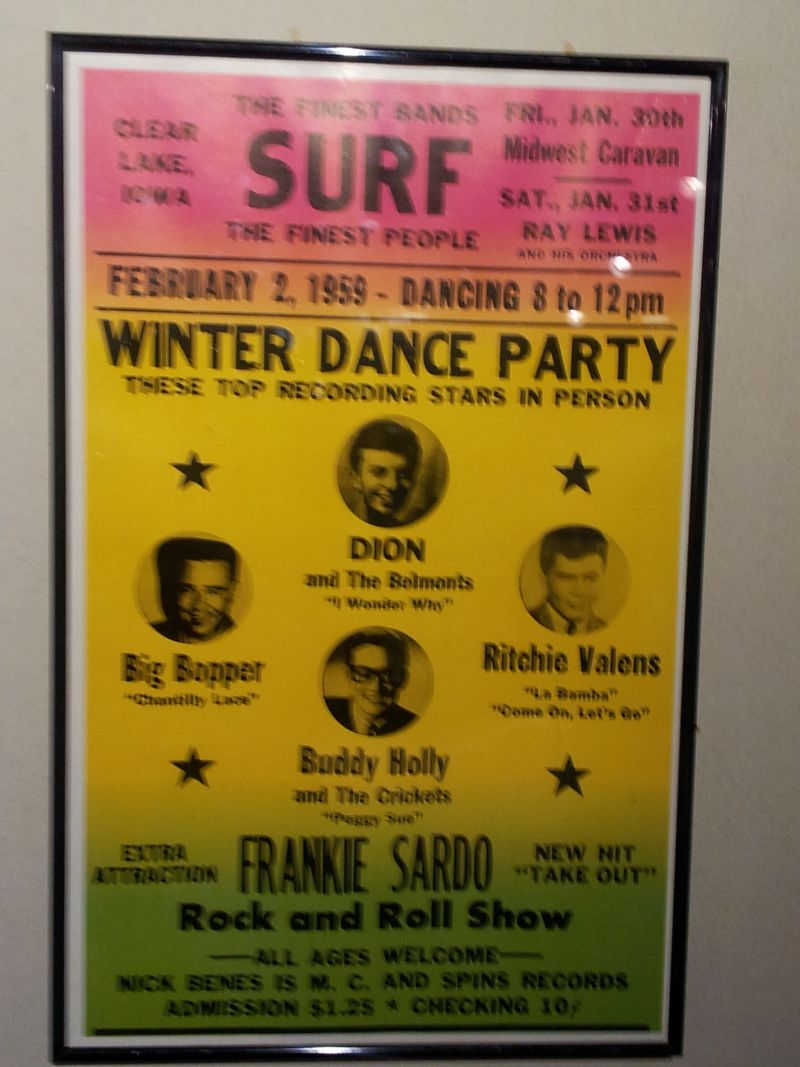 CLEAR
LAKE,
IOWA
THE FINEST BANDS
SURF
THE FINEST PEOPLE
FRI., JAN. 30th
Midwest Caravan
SAT., JAN. 31st
RAY LEWIS
AND HIS ORCHESTRA
FEBRUARY 2, 1959 - DANCING 8 to 12pm
WINTER DANCE PARTY
THESE TOP RECORDING STARS IN PERSON
DION
and The Belmonts
"I Wonder Why"
Big Bopper
"Chantilly Lace"
Ritchie Valens
"La Bamba"
"Come On, Let's Go"
Buddy Holly
and The Crickets
"Peggy Sue"
EXTRA
ATTRACTION
FRANKIE SARDO
NEW HIT
"TAKE OUT"
Rock and Roll Show
ALL AGES WELCOME
NICK BENES IS M. C. AND SPINS RECORDS
ADMISSION $1.25 * CHECKING 10/